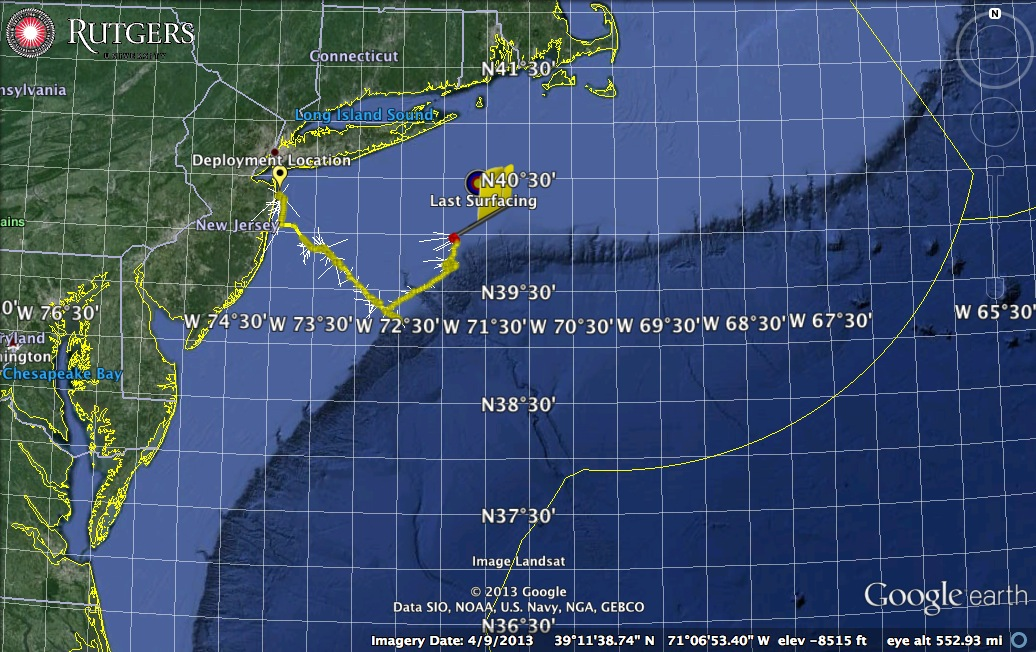 RUTGERS
UNIVERSITY
N
Connecticut
N41°30'
nsylvania
Long Island Sound
Deployment Location
N40°30'
Last Surfacing
ains
New Jersey
N39°30'
0' W 76°30' W 74°30' W 73°30' W 72°30' W 71°30' W 70°30' W 69°30' W 68°30' W 67°30' W 65°30'
ryland
hington
Chesapeake Bay
N38°30'
N37°30'
Image Landsat
© 2013 Google
Data SIO, NOAA, U.S. Navy, NGA, GEBCO
Google earth
N36°30'
Imagery Date: 4/9/2013 39°11'38.74" N 71°06'53.40" W elev -8515 ft eye alt 552.93 mi